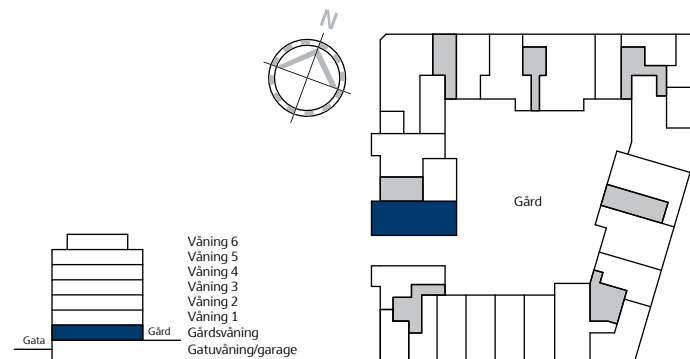 N
Gård
Våning 6
Våning 5
Våning 4
Våning 3
Våning 2
Våning 1
Gata
Gård
Gårdsvåning
Gatuvåning/garage